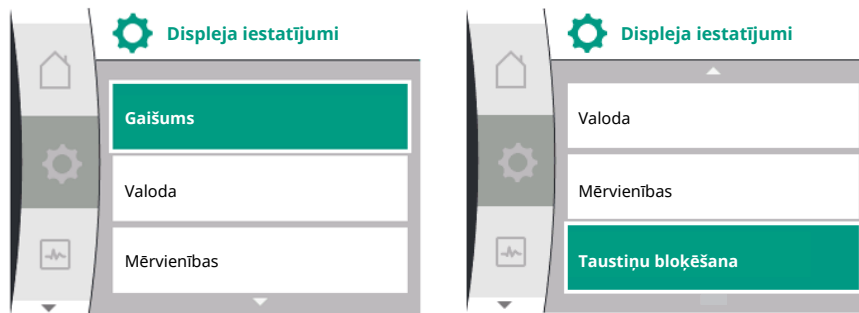 Displeja iestatījumi
Gaišums
Valoda
Mērvienības
Displeja iestatījumi
Valoda
Mērvienības
Taustiņu bloķēšana